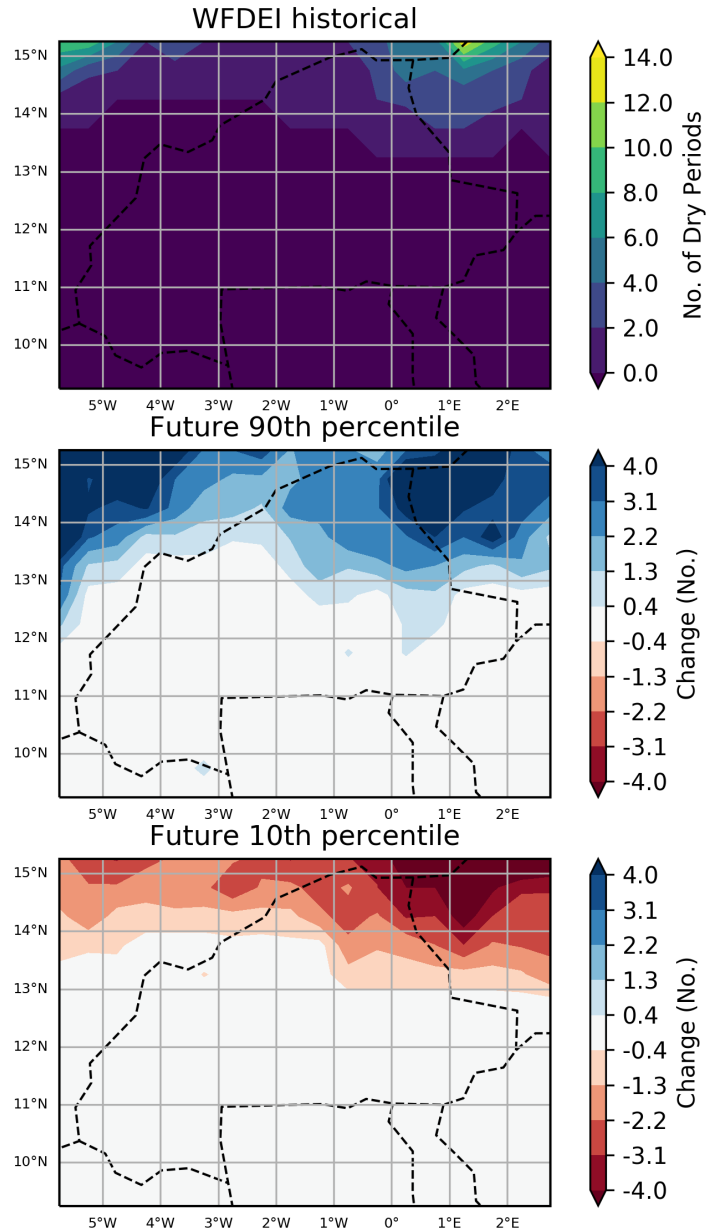 WFDEI historical
15°N
14°N
13°N
12°N
11°N
10°N
5°W 4°W 3°W 2°W 1°W 0° 1°E 2°E
14.0
12.0
10.0
8.0
6.0
4.0
2.0
0.0
No. of Dry Periods
Future 90th percentile
15°N
14°N
13°N
12°N
11°N
10°N
5°W 4°W 3°W 2°W 1°W 0° 1°E 2°E
4.0
3.1
2.2
1.3
0.4
-0.4
-1.3
-2.2
-3.1
-4.0
Change (No.)
Future 10th percentile
15°N
14°N
13°N
12°N
11°N
10°N
5°W 4°W 3°W 2°W 1°W 0° 1°E 2°E
4.0
3.1
2.2
1.3
0.4
-0.4
-1.3
-2.2
-3.1
-4.0
Change (No.)